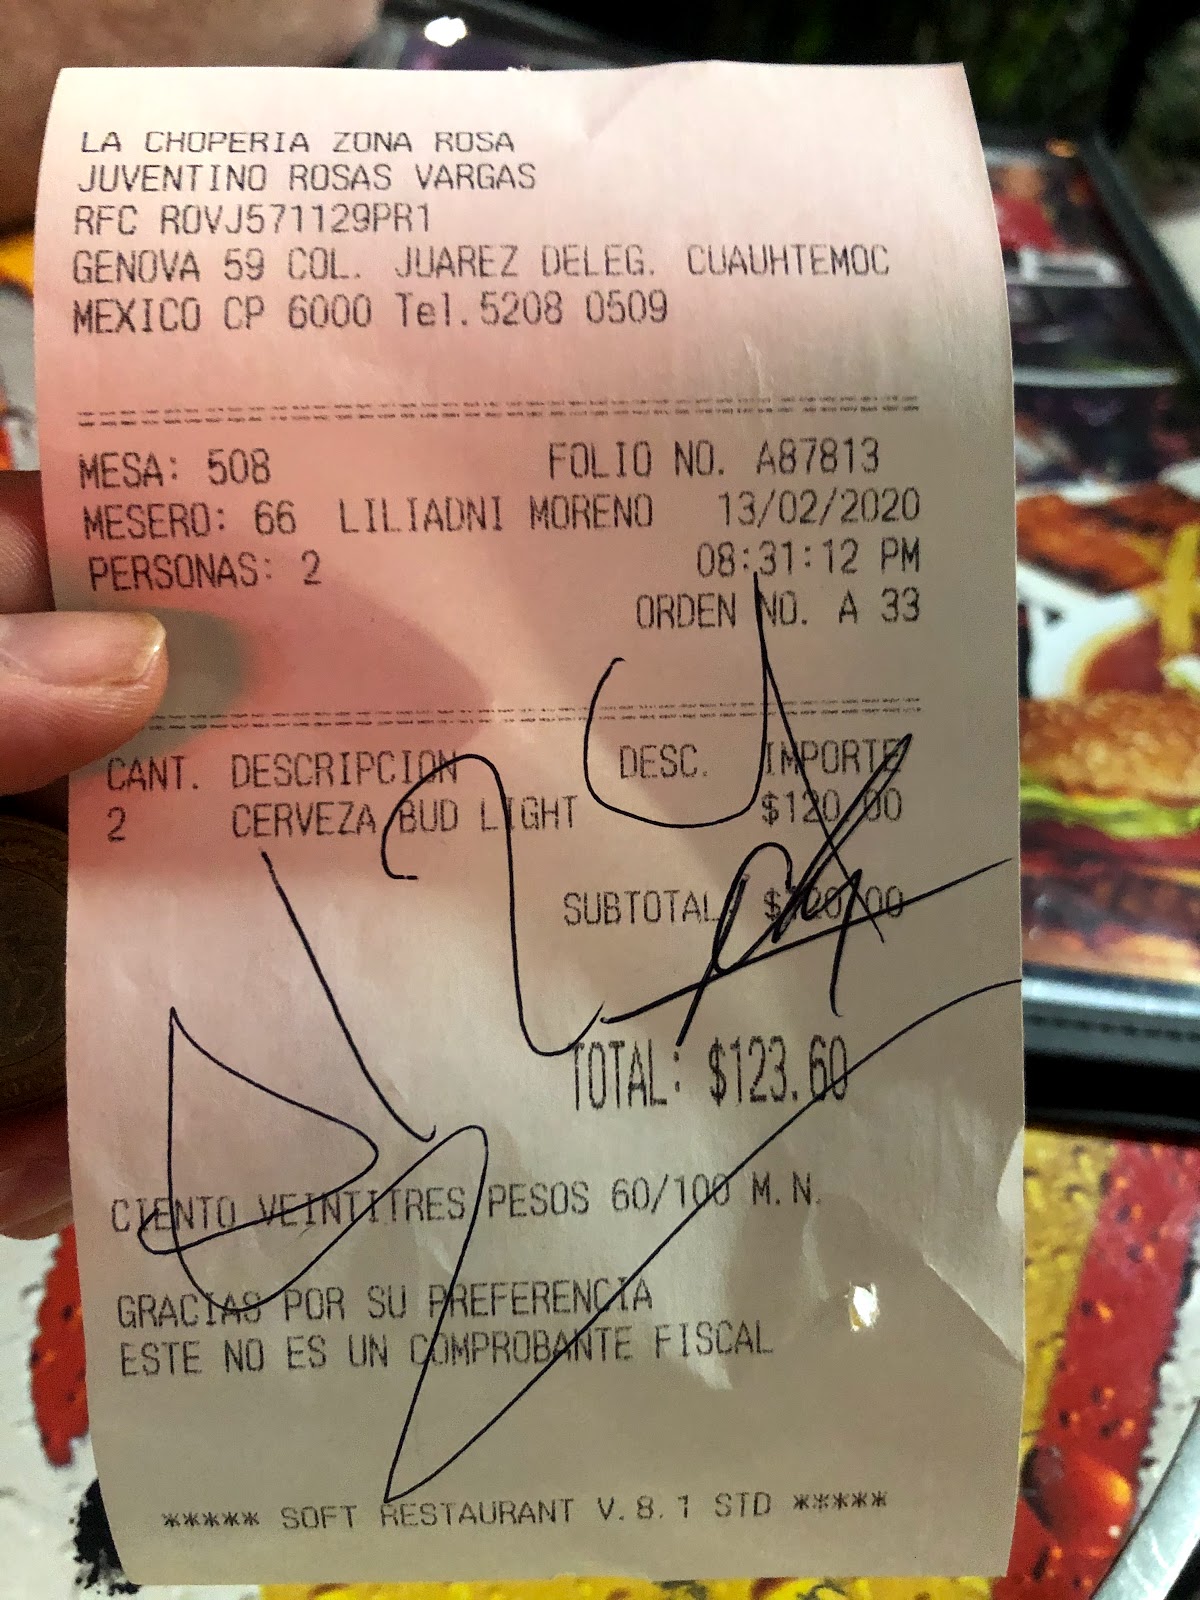 LA CHOPERIA ZONA ROSA
JUVENTINO ROSAS VARGAS
RFC ROVJ571129PR1
GENOVA 59 COL. JUAREZ DELEG. CUAUHTEMOC
MEXICO CP 6000 Tel.5208 0509
MESA: 508 FOLIO NO. A87813
MESERO: 66 LILIADNI MORENO 13/02/2020
PERSONAS: 2 08:31:12 PM
ORDEN NO. A 33
CANT. DESCRIPCION DESC. IMPORTE
2 CERVEZA BUD LIGHT $120.00
SUBTOTAL $120.00
TOTAL: $123.60
CIENTO VEINTITRES PESOS 60/100 M.N.
GRACIAS POR SU PREFERENCIA
ESTE NO ES UN COMPROBANTE FISCAL
***** SOFT RESTAURANT V.8.1 STD *****